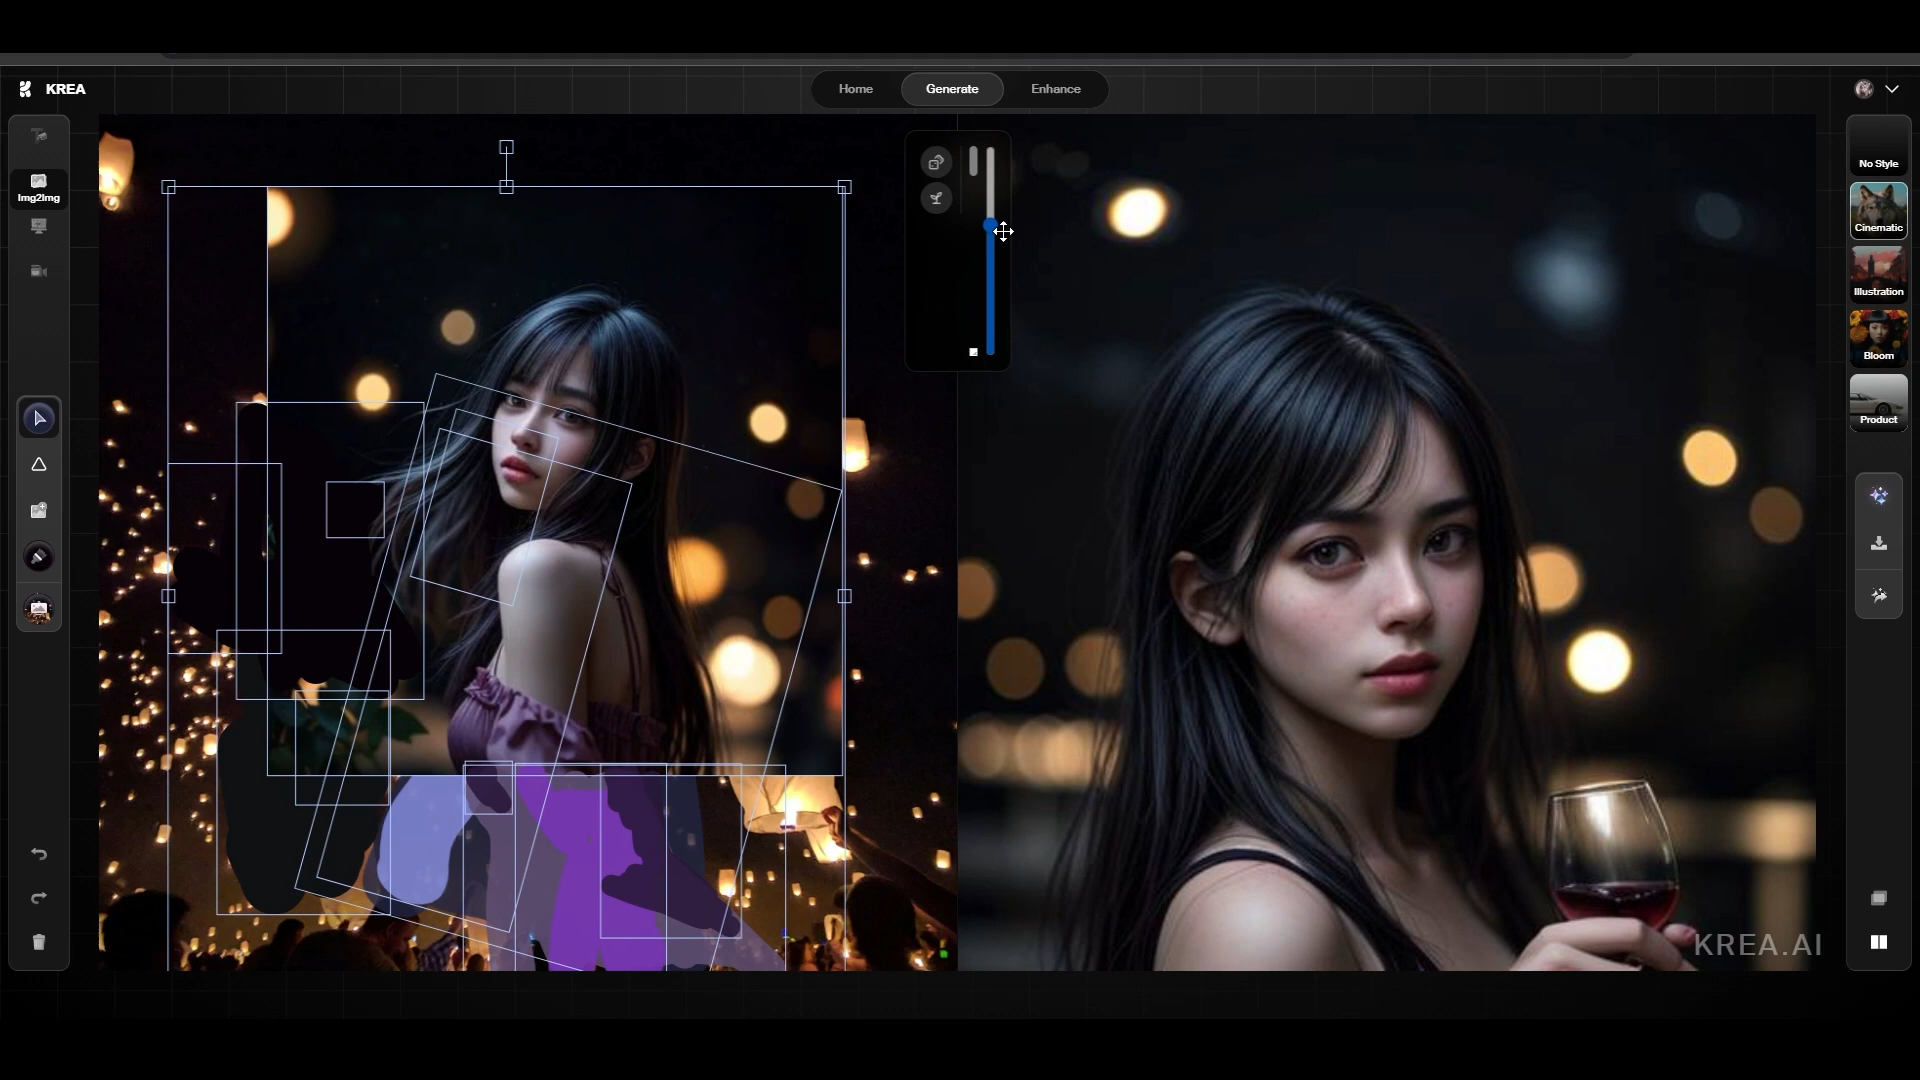 KREA
Home
Generate
Enhance
Img2Img
No Style
Cinematic
Illustration
Bloom
Product
KREA.AI